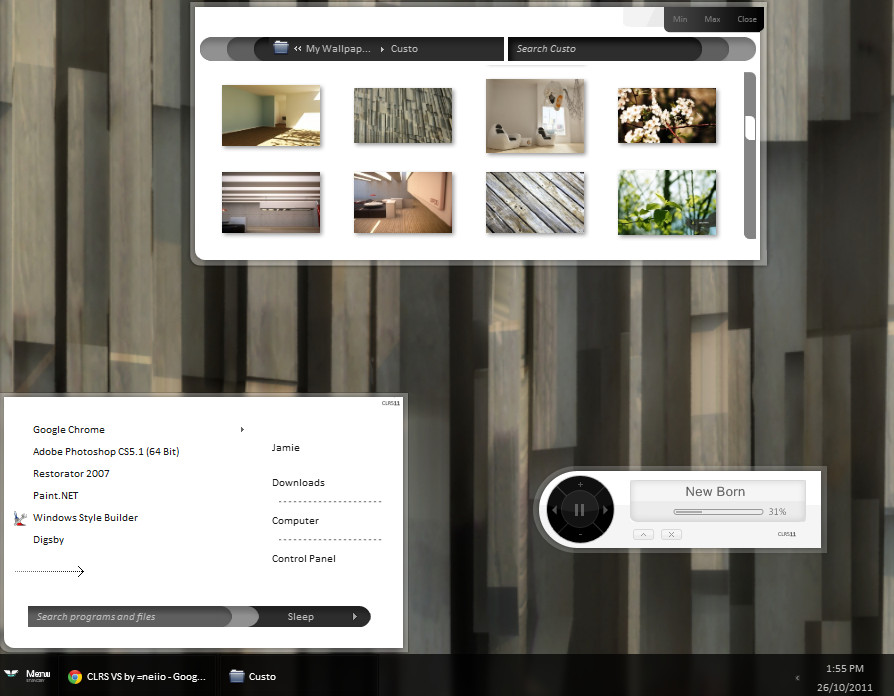 Min Max Close
« My Wallpap... ▸ Custo
Search Custo
CLRS11
Google Chrome
Adobe Photoshop CS5.1 (64 Bit)
Restorator 2007
Paint.NET
Windows Style Builder
Digsby
Jamie
Downloads
Computer
Control Panel
Search programs and files
Sleep
New Born
31%
CLRS11
Menu
CLRS VS by =neiio - Goog...
Custo
1:55 PM
26/10/2011